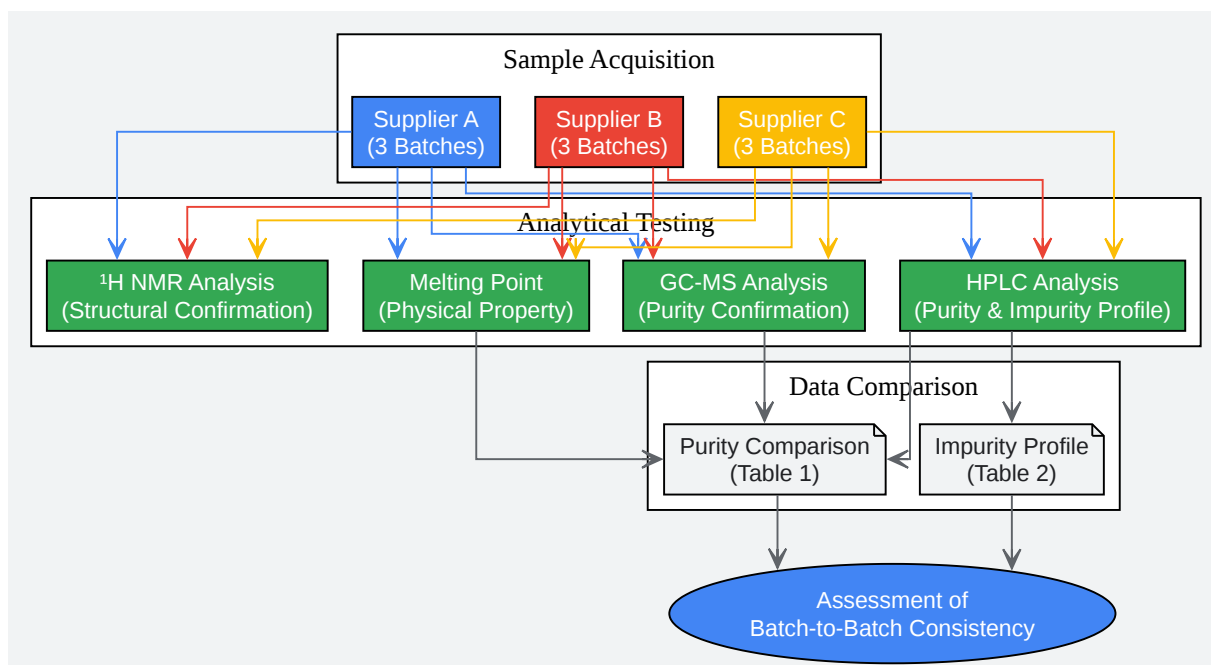 Sample Acquisition
Supplier A
(3 Batches)
Supplier B
(3 Batches)
Supplier C
(3 Batches)
Analytical Testing
¹H NMR Analysis
(Structural Confirmation)
Melting Point
(Physical Property)
GC-MS Analysis
(Purity Confirmation)
HPLC Analysis
(Purity & Impurity Profile)
Data Comparison
Purity Comparison
(Table 1)
Impurity Profile
(Table 2)
Assessment of
Batch-to-Batch Consistency